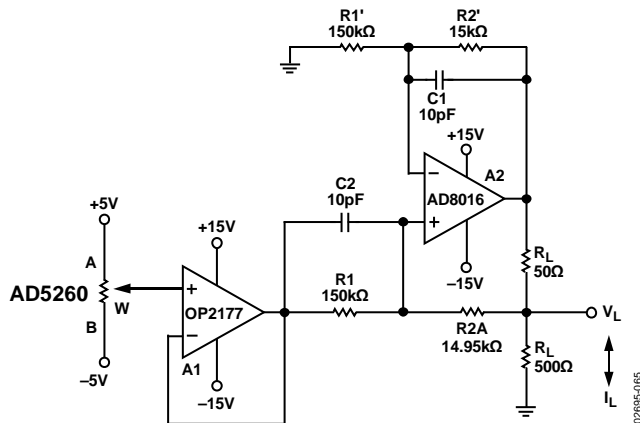 R1'
150kΩ
R2'
15kΩ
C1
10pF
+15V
A2
AD8016
–
+
–15V
C2
10pF
R1
150kΩ
R2A
14.95kΩ
RL
50Ω
VL
RL
500Ω
IL
+5V
A
AD5260
W
B
–5V
+15V
+
OP2177
–
A1
–15V
02695-065